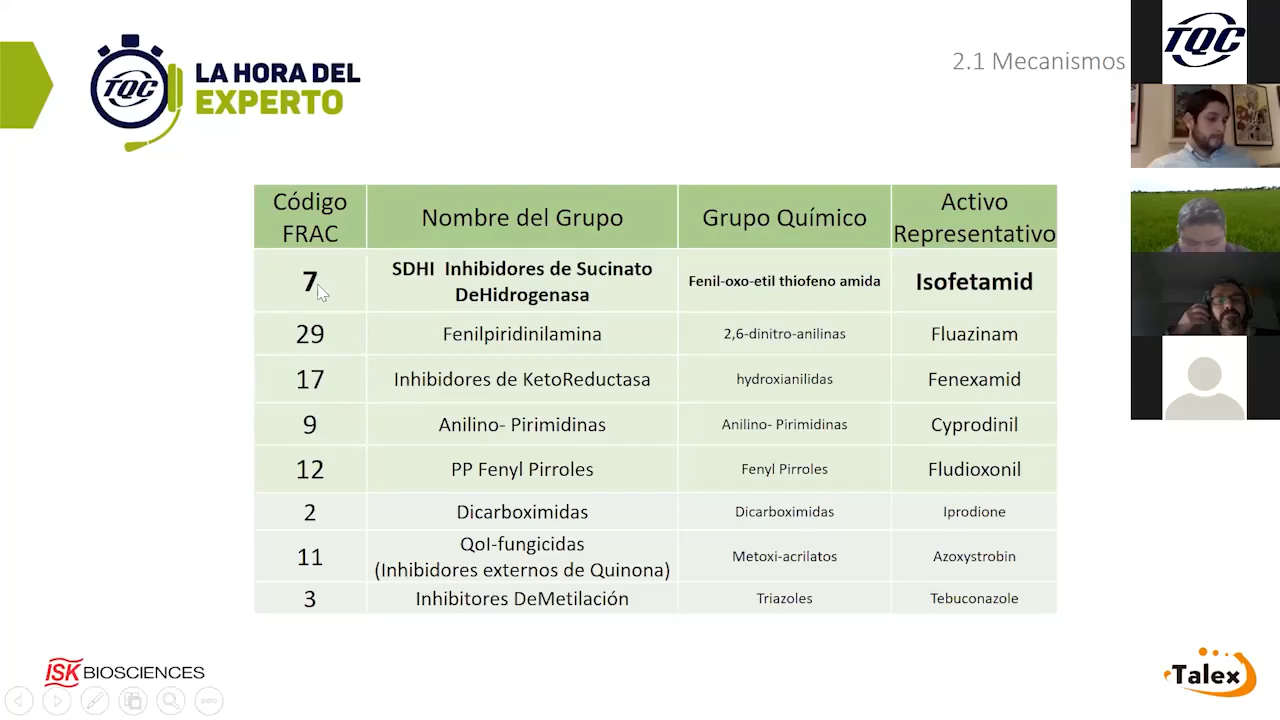 TQC
LA HORA DEL
EXPERTO
2.1 Mecanismos
TQC
Código
FRAC
Nombre del Grupo
Grupo Químico
Activo
Representativo
7
SDHI Inhibidores de Sucinato
DeHidrogenasa
Fenil-oxo-etil thiofeno amida
Isofetamid
29
Fenilpiridinilamina
2,6-dinitro-anilinas
Fluazinam
17
Inhibidores de KetoReductasa
hydroxianilidas
Fenexamid
9
Anilino- Pirimidinas
Anilino- Pirimidinas
Cyprodinil
12
PP Fenyl Pirroles
Fenyl Pirroles
Fludioxonil
2
Dicarboximidas
Dicarboximidas
Iprodione
11
QoI-fungicidas
(Inhibidores externos de Quinona)
Metoxi-acrilatos
Azoxystrobin
3
Inhibitores DeMetilación
Triazoles
Tebuconazole
ISK BIOSCIENCES
Talex